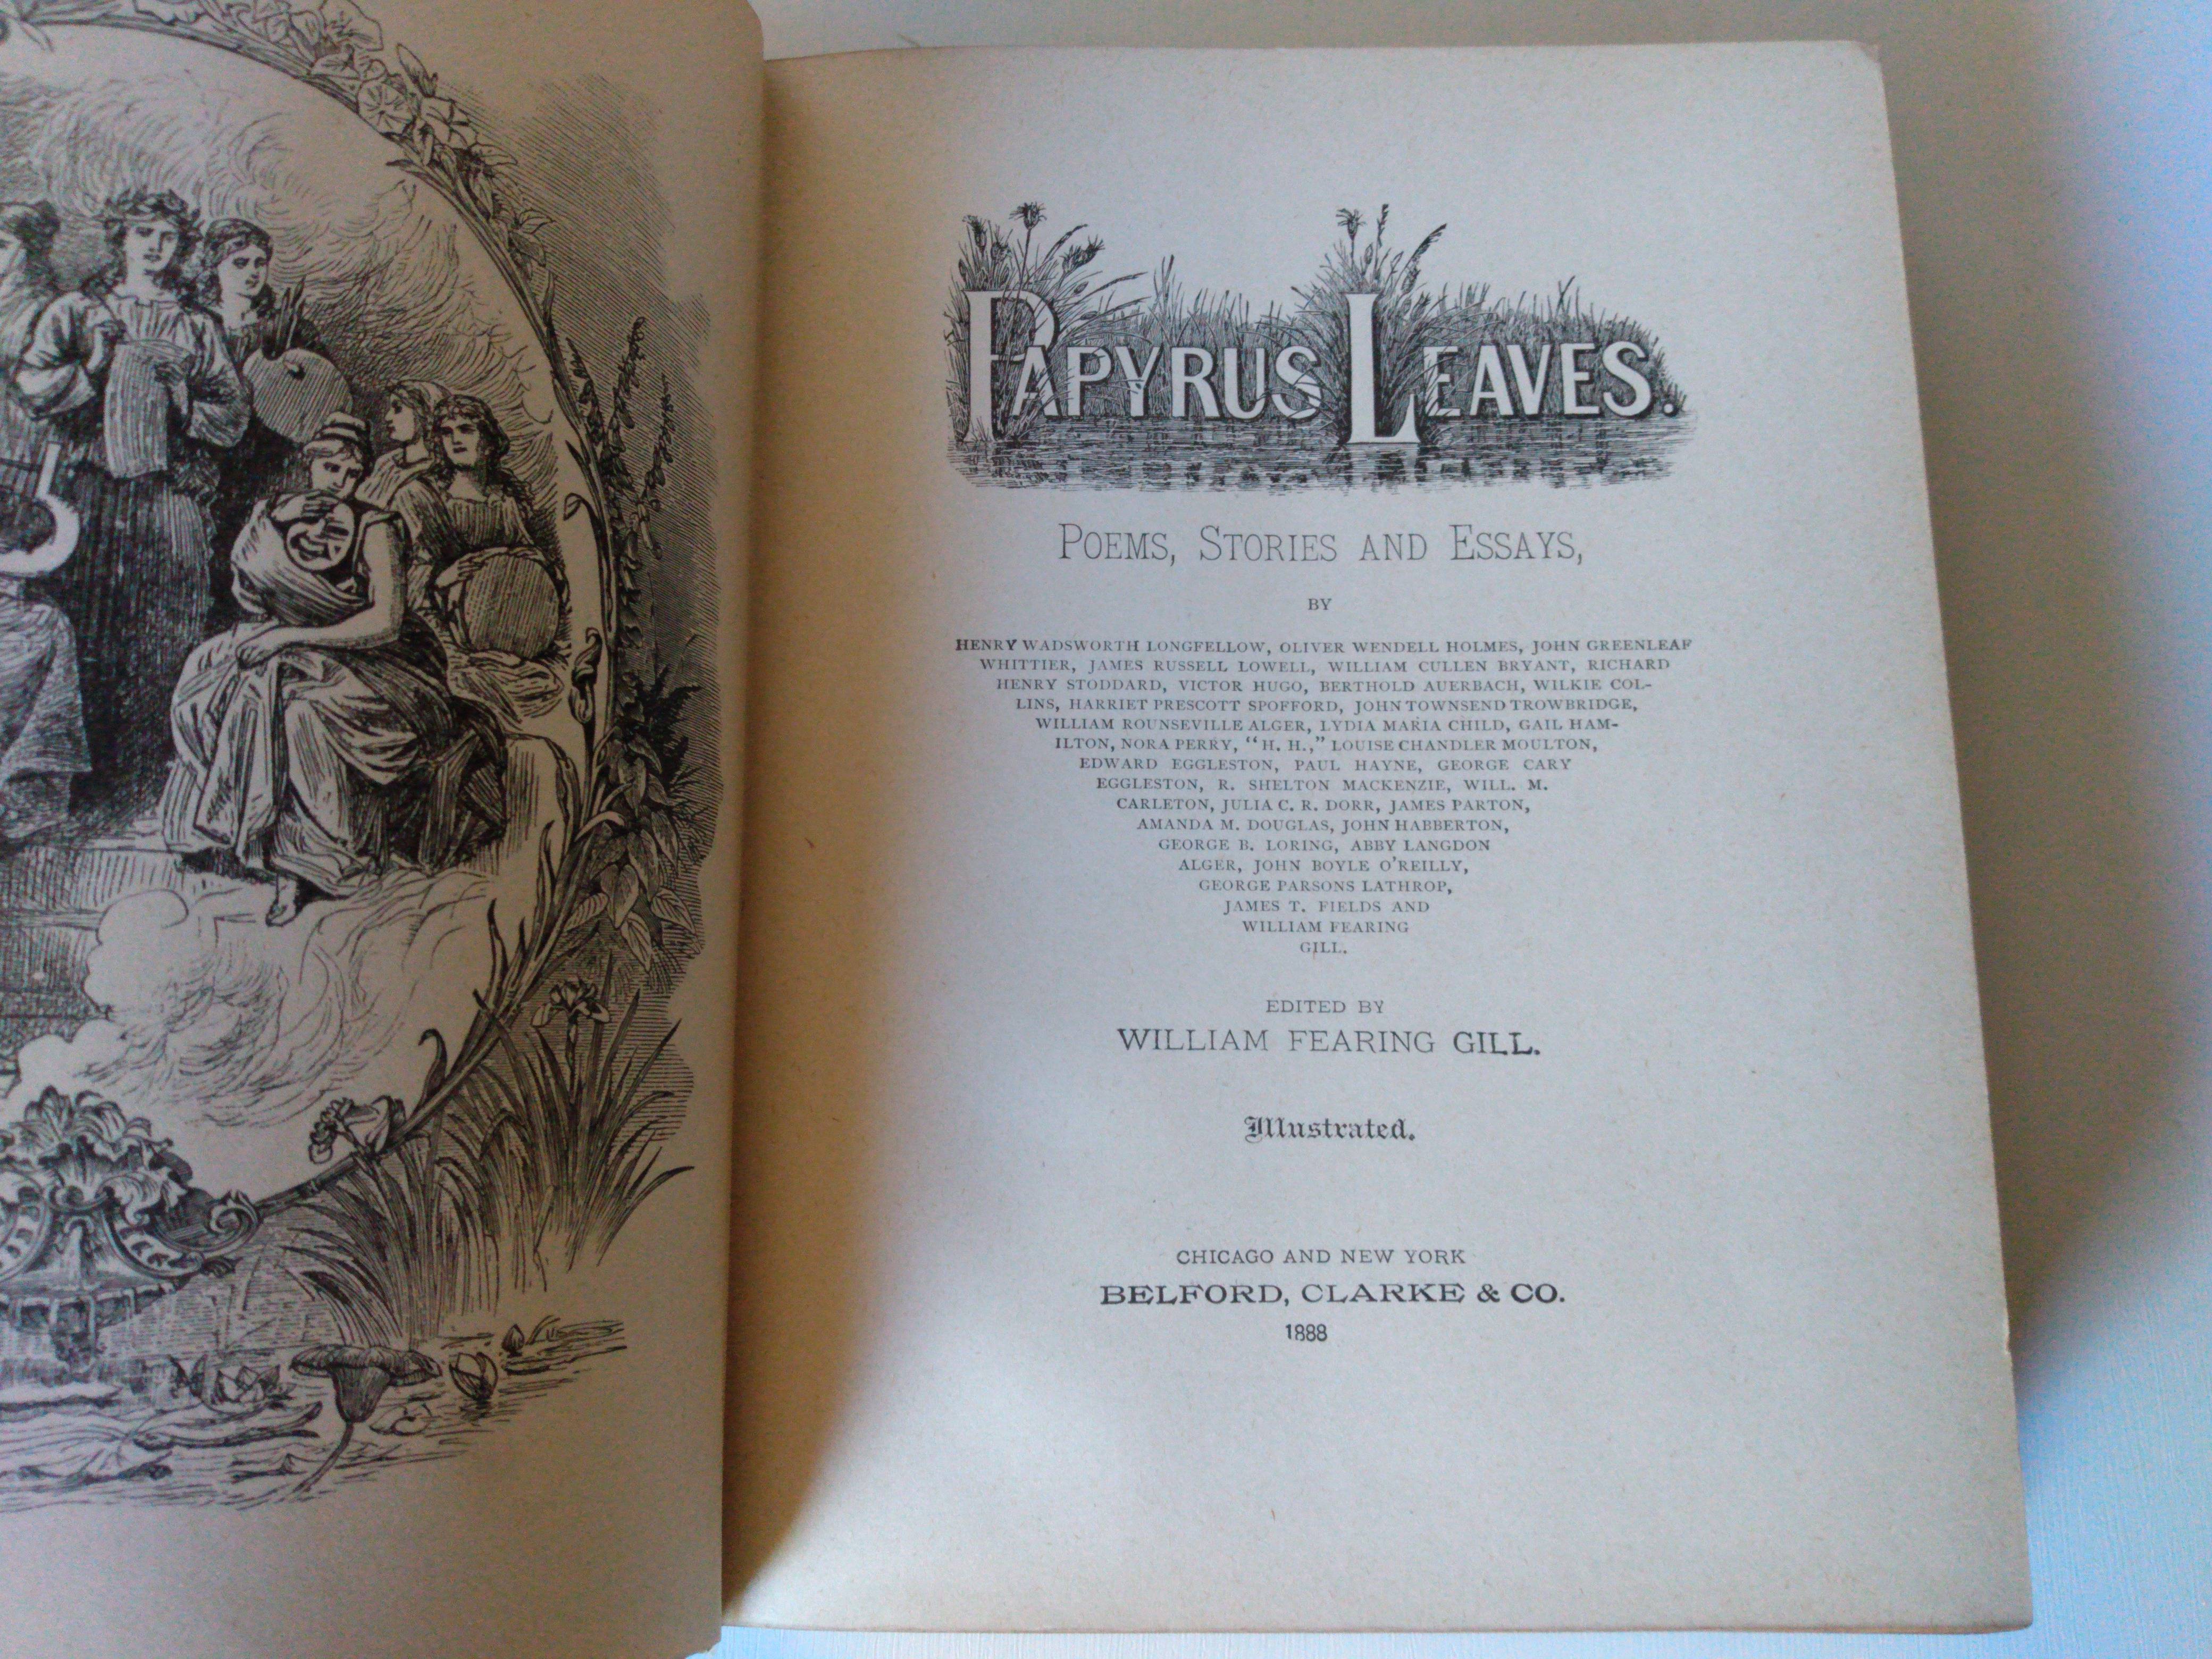 PAPYRUS LEAVES.
POEMS, STORIES AND ESSAYS,
BY
HENRY WADSWORTH LONGFELLOW, OLIVER WENDELL HOLMES, JOHN GREENLEAF
WHITTIER, JAMES RUSSELL LOWELL, WILLIAM CULLEN BRYANT, RICHARD
HENRY STODDARD, VICTOR HUGO, BERTHOLD AUERBACH, WILKIE COL-
LINS, HARRIET PRESCOTT SPOFFORD, JOHN TOWNSEND TROWBRIDGE,
WILLIAM ROUNSEVILLE ALGER, LYDIA MARIA CHILD, GAIL HAM-
ILTON, NORA PERRY, "H. H.," LOUISE CHANDLER MOULTON,
EDWARD EGGLESTON, PAUL HAYNE, GEORGE CARY
EGGLESTON, R. SHELTON MACKENZIE, WILL. M.
CARLETON, JULIA C. R. DORR, JAMES PARTON,
AMANDA M. DOUGLAS, JOHN HABBERTON,
GEORGE B. LORING, ABBY LANGDON
ALGER, JOHN BOYLE O'REILLY,
GEORGE PARSONS LATHROP,
JAMES T. FIELDS AND
WILLIAM FEARING
GILL.
EDITED BY
WILLIAM FEARING GILL.
Illustrated.
CHICAGO AND NEW YORK
BELFORD, CLARKE & CO.
1888